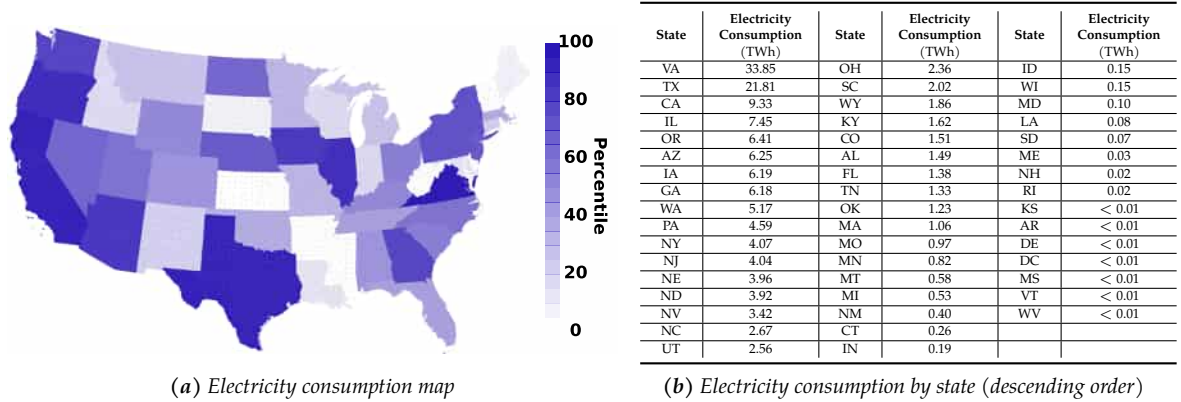 100
80
60
40
20
0
Percentile
(a) Electricity consumption map
State Electricity Consumption (TWh) State Electricity Consumption (TWh) State Electricity Consumption (TWh)
VA 33.85 OH 2.36 ID 0.15
TX 21.81 SC 2.02 WI 0.15
CA 9.33 WY 1.86 MD 0.10
IL 7.45 KY 1.62 LA 0.08
OR 6.41 CO 1.51 SD 0.07
AZ 6.25 AL 1.49 ME 0.03
IA 6.19 FL 1.38 NH 0.02
GA 6.18 TN 1.33 RI 0.02
WA 5.17 OK 1.23 KS < 0.01
PA 4.59 MA 1.06 AR < 0.01
NY 4.07 MO 0.97 DE < 0.01
NJ 4.04 MN 0.82 DC < 0.01
NE 3.96 MT 0.58 MS < 0.01
ND 3.92 MI 0.53 VT < 0.01
NV 3.42 NM 0.40 WV < 0.01
NC 2.67 CT 0.26
UT 2.56 IN 0.19
(b) Electricity consumption by state (descending order)